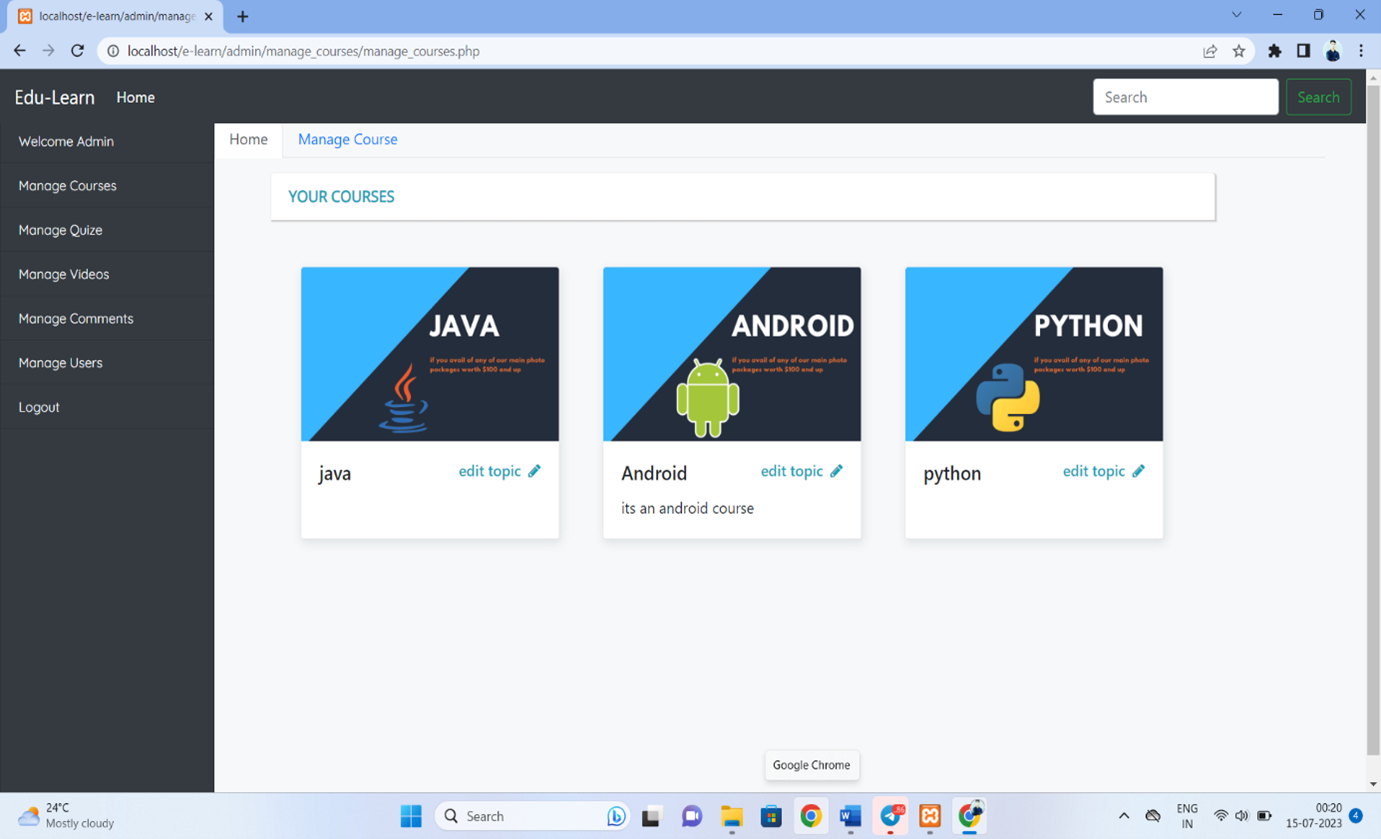 localhost/e-learn/admin/manage
localhost/e-learn/admin/manage_courses/manage_courses.php
Edu-Learn Home Search Search
Welcome Admin
Manage Courses
Manage Quize
Manage Videos
Manage Comments
Manage Users
Logout
Home Manage Course
YOUR COURSES
JAVA
if you avail of any of our main photo
packages worth $100 and up
java edit topic
ANDROID
if you avail of any of our main photo
packages worth $100 and up
Android edit topic
its an android course
PYTHON
if you avail of any of our main photo
packages worth $100 and up
python edit topic
Google Chrome
24°C
Mostly cloudy
Search
86
ENG
IN
00:20
15-07-2023
4